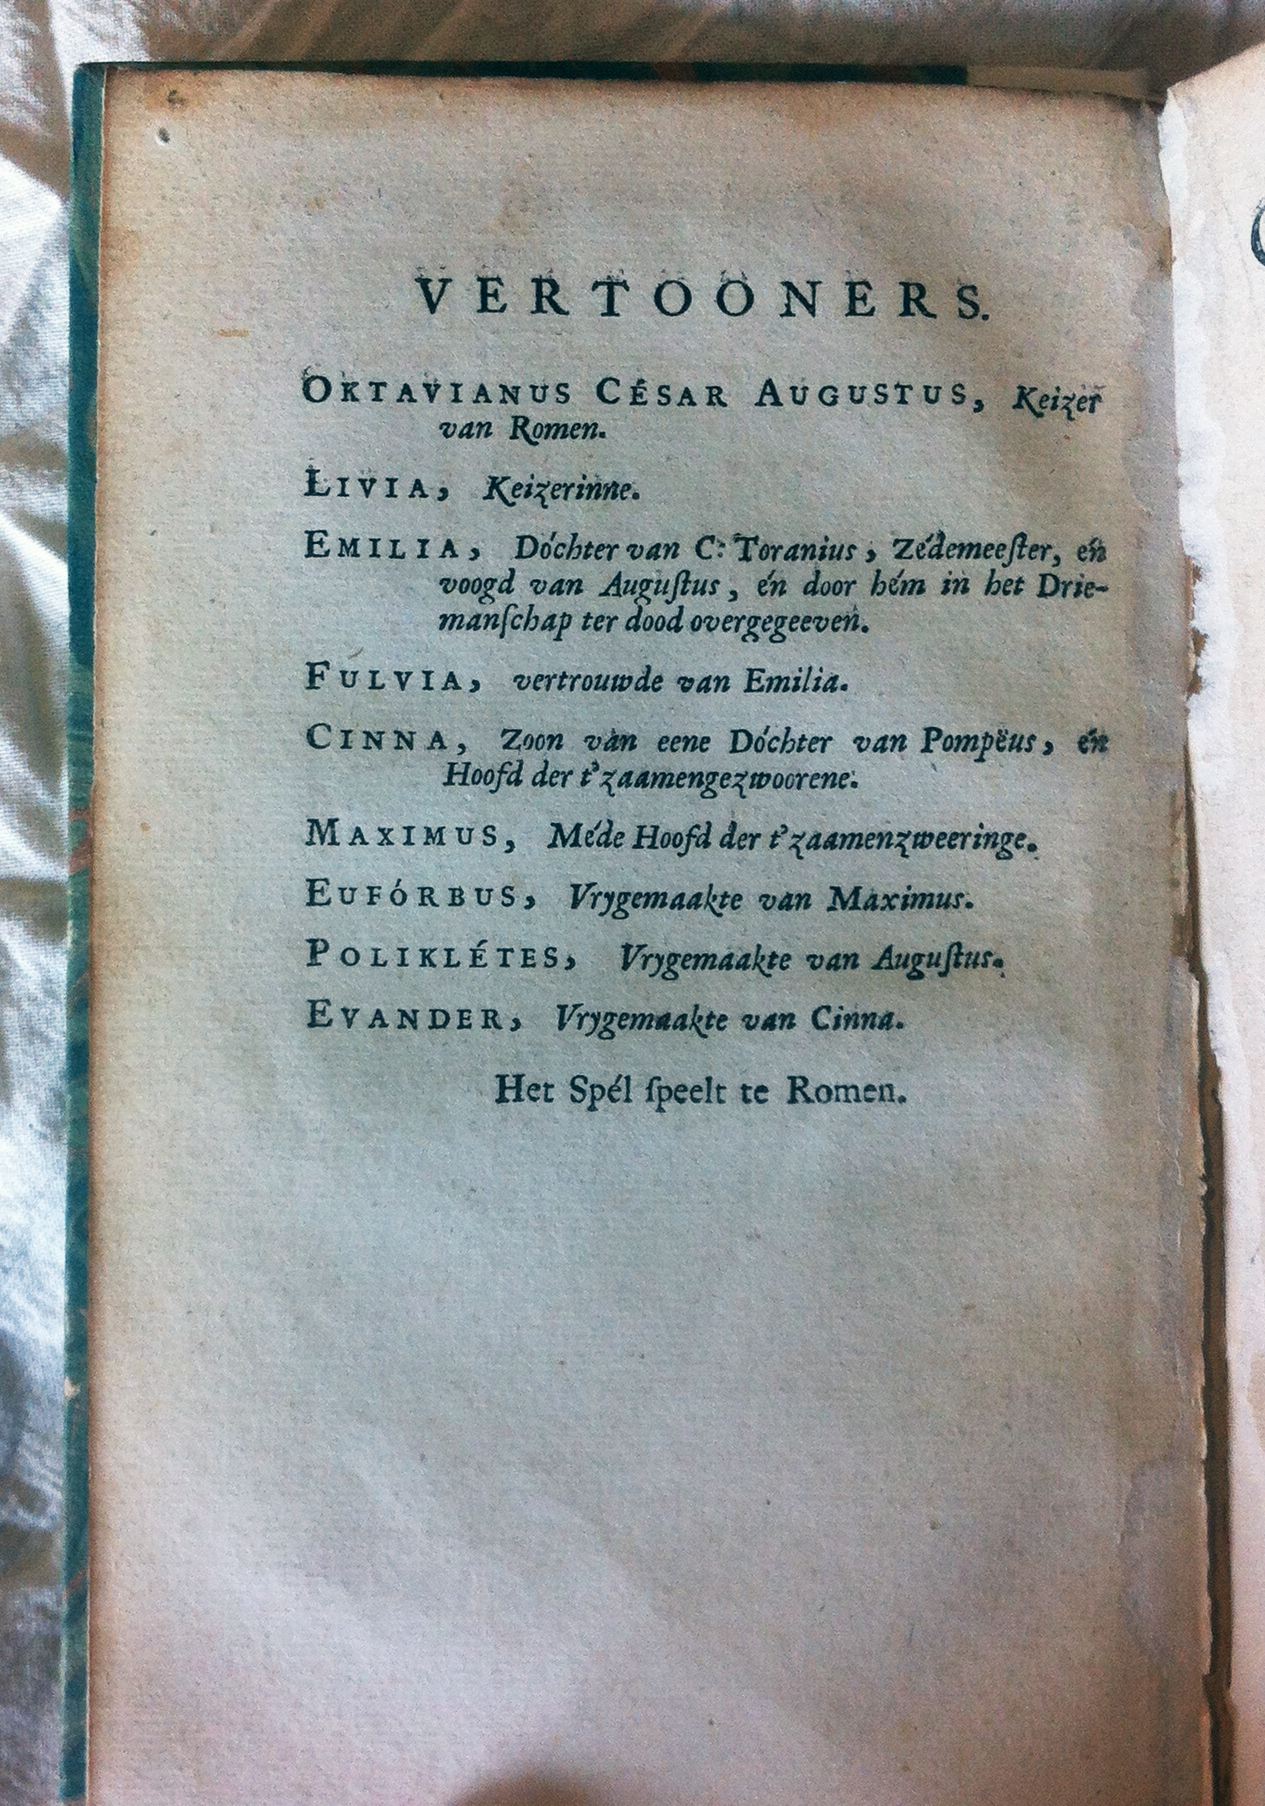 VERTOONERS.
OKTAVIANUS CÉSAR AUGUSTUS, Keizer
van Romen.
LIVIA, Keizerinne.
EMILIA, Dóchter van C: Toranius, Zédemeeſter, én
voogd van Auguſtus, én door hém in het Drie-
manſchap ter dood overgegeeven.
FULVIA, vertrouwde van Emilia.
CINNA, Zoon van eene Dóchter van Pompëus, én
Hoofd der t'zaamengezwoorene.
MAXIMUS, Méde Hoofd der t'zaamenzweeringe.
EUFÓRBUS, Vrygemaakte van Maximus.
POLIKLÉTES, Vrygemaakte van Auguſtus.
EVANDER, Vrygemaakte van Cinna.
Het Spél ſpeelt te Romen.